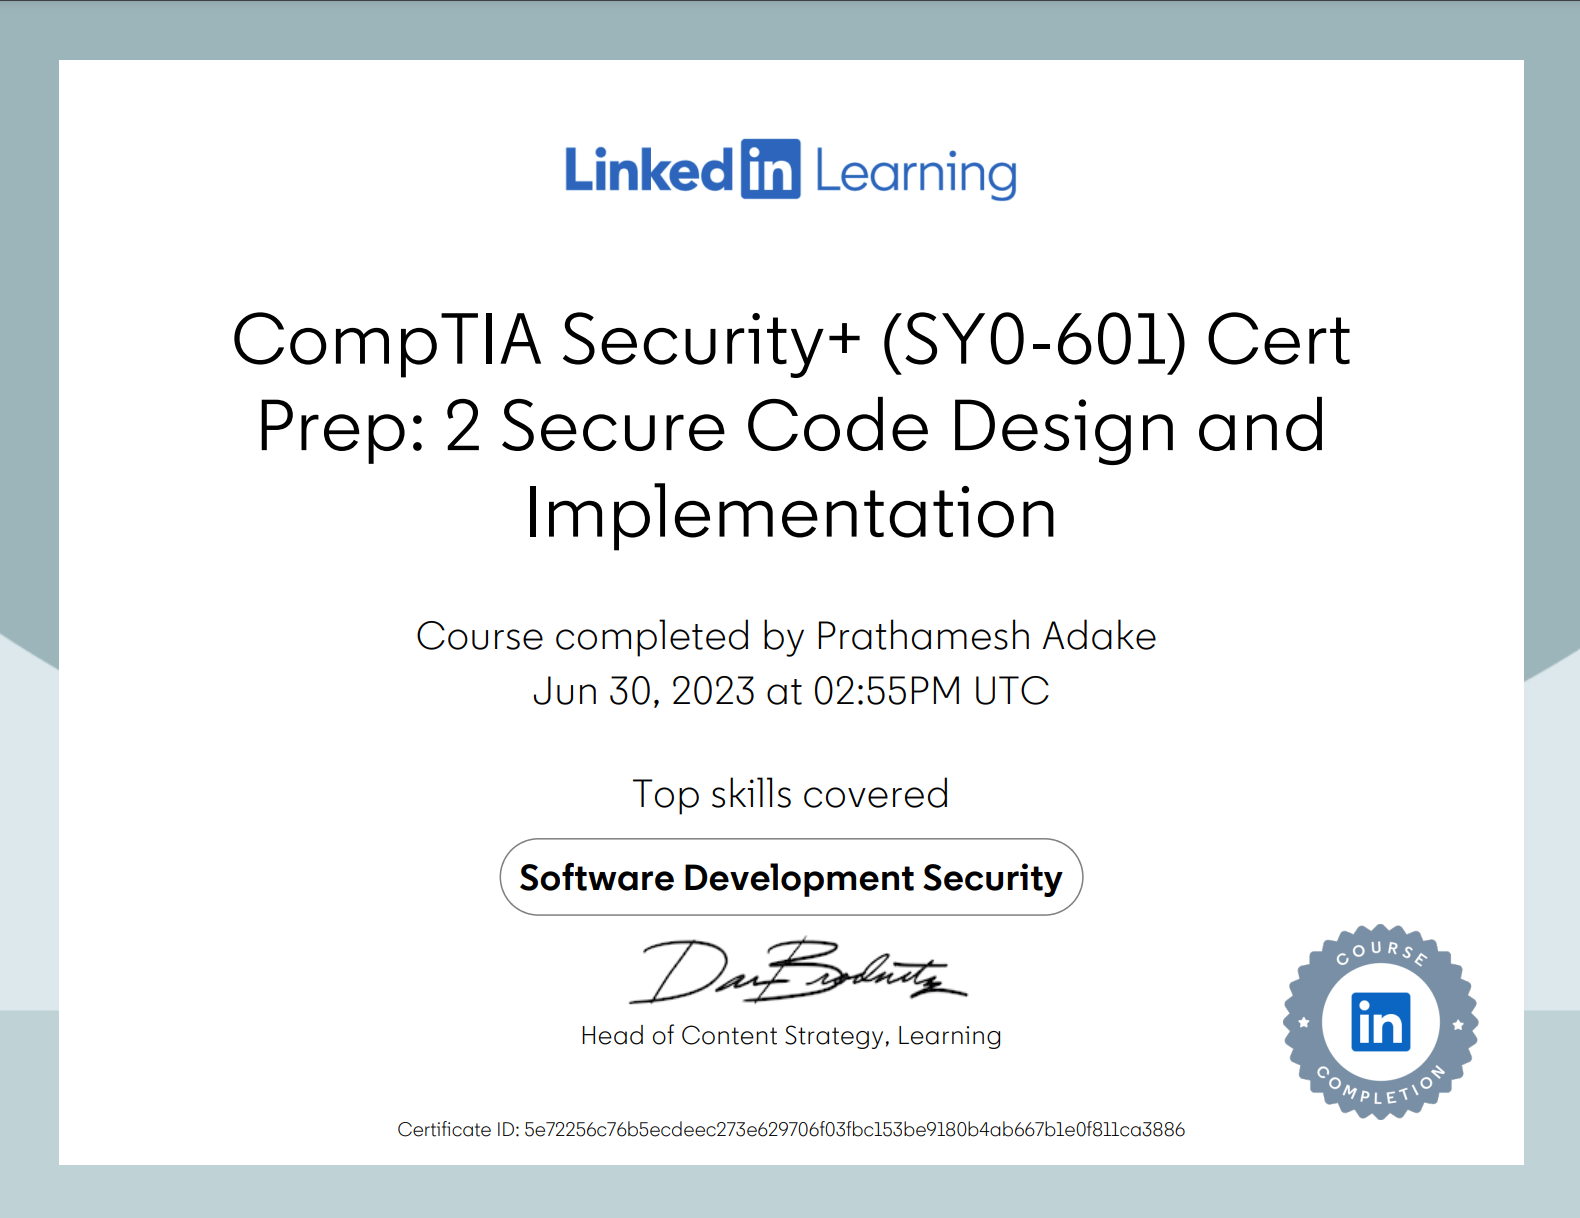 LinkedIn Learning
CompTIA Security+ (SY0-601) Cert
Prep: 2 Secure Code Design and
Implementation
Course completed by Prathamesh Adake
Jun 30, 2023 at 02:55PM UTC
Top skills covered
Software Development Security
Dan Brodnitz
Head of Content Strategy, Learning
COURSE
in
COMPLETION
Certificate ID: 5e72256c76b5ecdeec273e629706f03fbc153be9180b4ab667b1e0f811ca3886